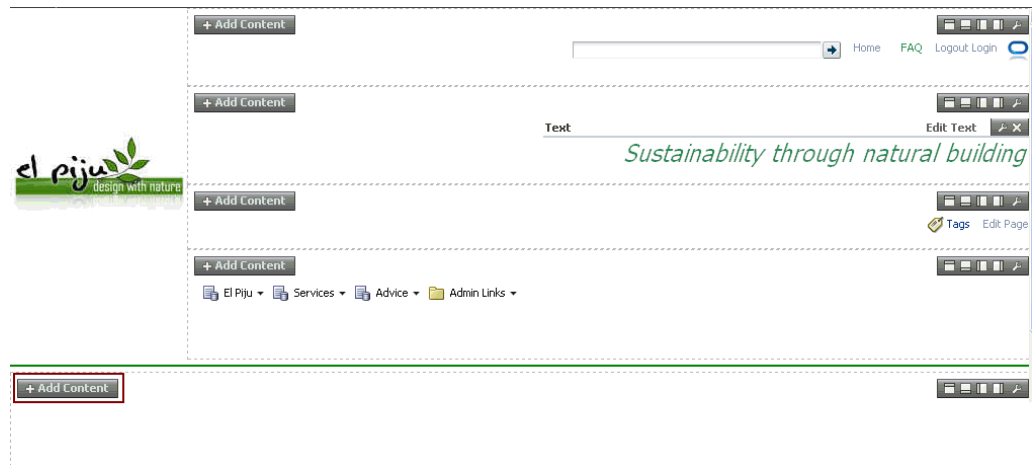 + Add Content
Home FAQ Logout Login
+ Add Content
Text Edit Text
Sustainability through natural building
el piju
design with nature
+ Add Content
Tags Edit Page
+ Add Content
El Piju Services Advice Admin Links
+ Add Content